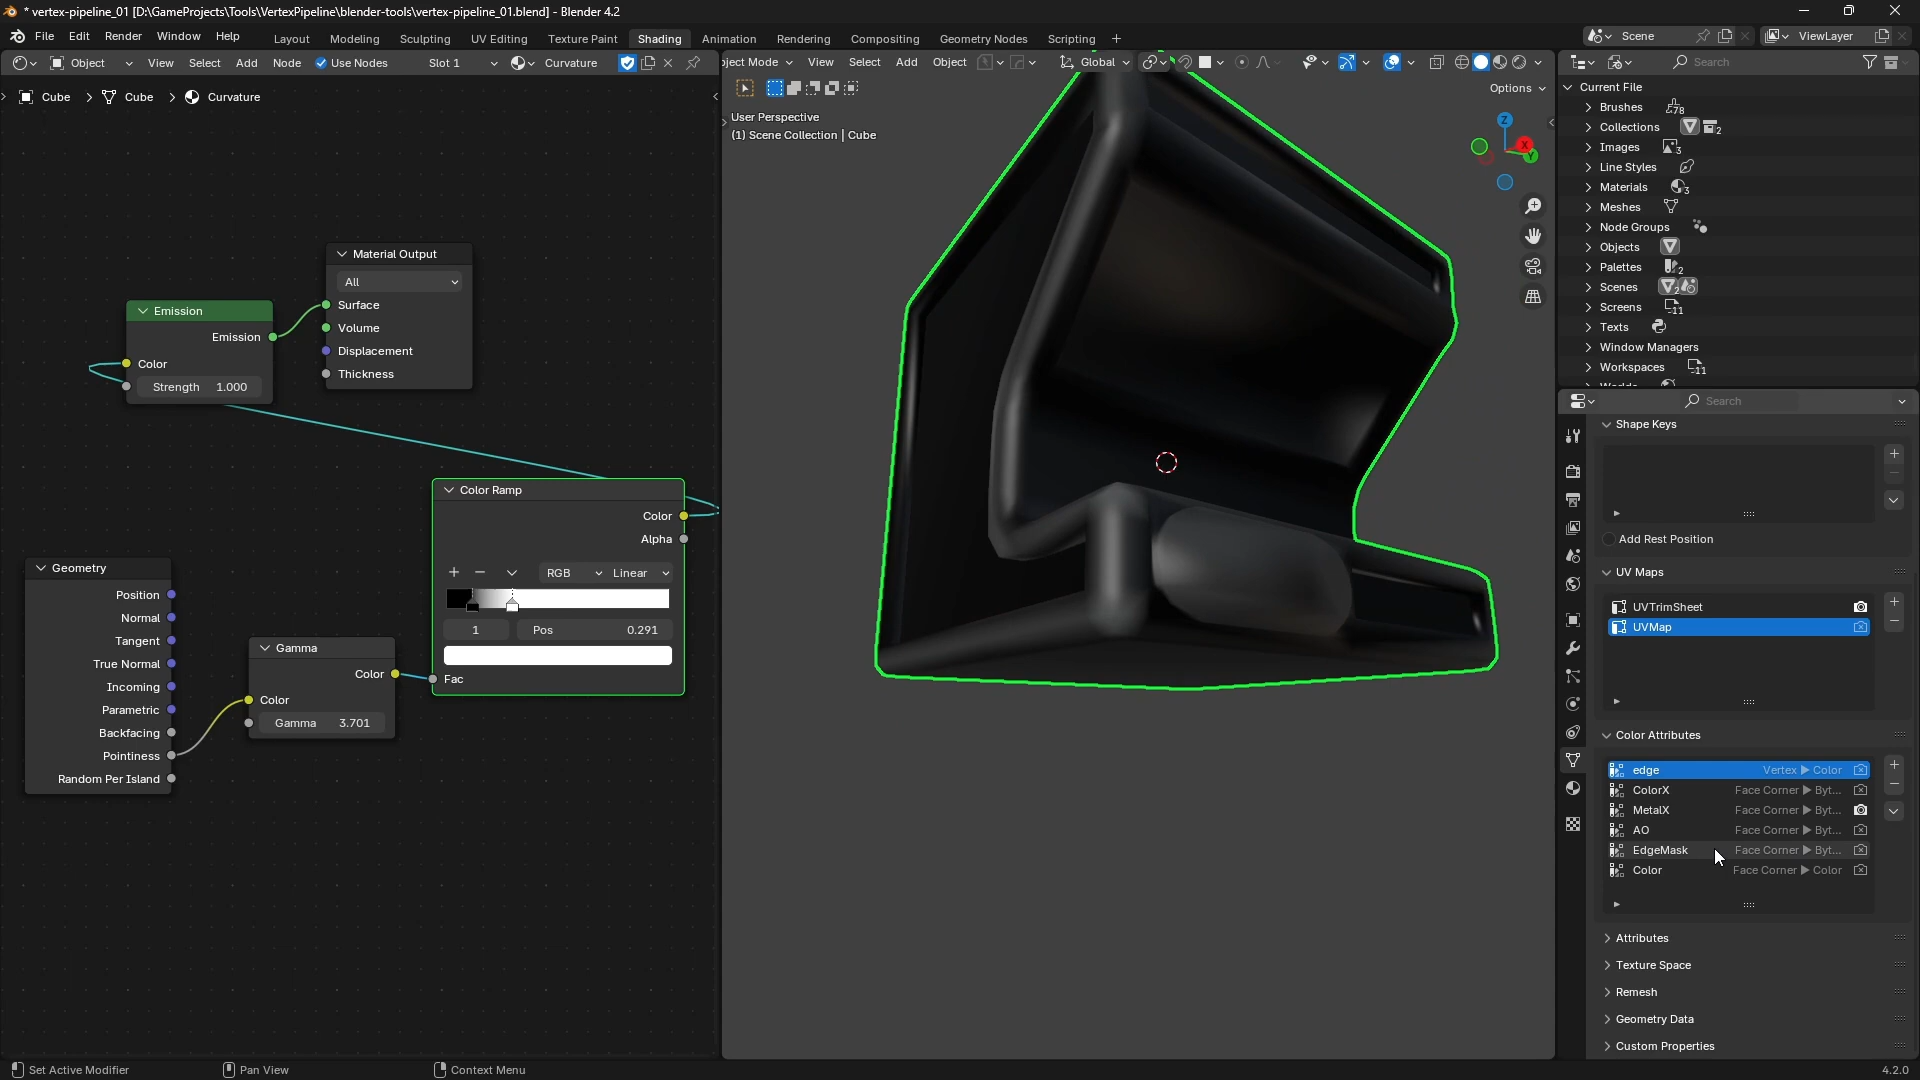 * vertex-pipeline_01 [D:\GameProjects\Tools\VertexPipeline\blender-tools\vertex-pipeline_01.blend] - Blender 4.2
File Edit Render Window Help
Layout Modeling Sculpting UV Editing Texture Paint Shading Animation Rendering Compositing Geometry Nodes Scripting +
Scene
ViewLayer
Object View Select Add Node Use Nodes Slot 1 Curvature
Cube > Cube > Curvature
Material Output
All
Surface
Volume
Displacement
Thickness
Emission
Emission
Color
Strength 1.000
Color Ramp
Color
Alpha
RGB Linear
1 Pos 0.291
Fac
Geometry
Position
Normal
Tangent
True Normal
Incoming
Parametric
Backfacing
Pointiness
Random Per Island
Gamma
Color
Color
Gamma 3.701
ject Mode View Select Add Object Global
Options
User Perspective
(1) Scene Collection | Cube
Z
X
Y
Search
Current File
Brushes 78
Collections 2
Images 3
Line Styles
Materials 3
Meshes
Node Groups
Objects
Palettes 2
Scenes 2
Screens 11
Texts
Window Managers
Workspaces 11
Search
Shape Keys
Add Rest Position
UV Maps
UVTrimSheet
UVMap
Color Attributes
edge Vertex ▶ Color
ColorX Face Corner ▶ Byt...
MetalX Face Corner ▶ Byt...
AO Face Corner ▶ Byt...
EdgeMask Face Corner ▶ Byt...
Color Face Corner ▶ Color
Attributes
Texture Space
Remesh
Geometry Data
Custom Properties
Set Active Modifier Pan View Context Menu 4.2.0